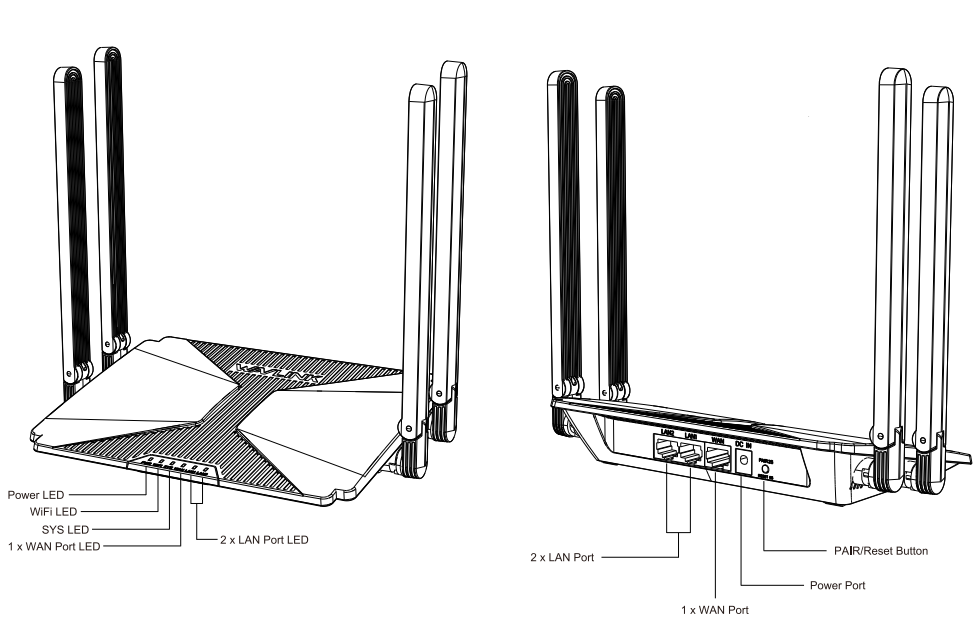 WAVLINK
Power LED
WiFi LED
SYS LED
1 x WAN Port LED
2 x LAN Port LED
LAN2 LAN1 WAN DC IN
2 x LAN Port
1 x WAN Port
Power Port
PAIR/Reset Button